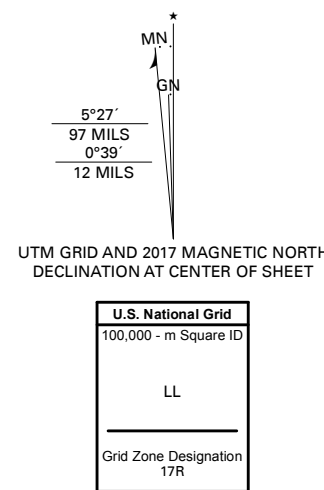 ★
MN
GN
5°27´
97 MILS
0°39´
12 MILS
UTM GRID AND 2017 MAGNETIC NORTH
DECLINATION AT CENTER OF SHEET
U.S. National Grid
100,000 - m Square ID
LL
Grid Zone Designation
17R